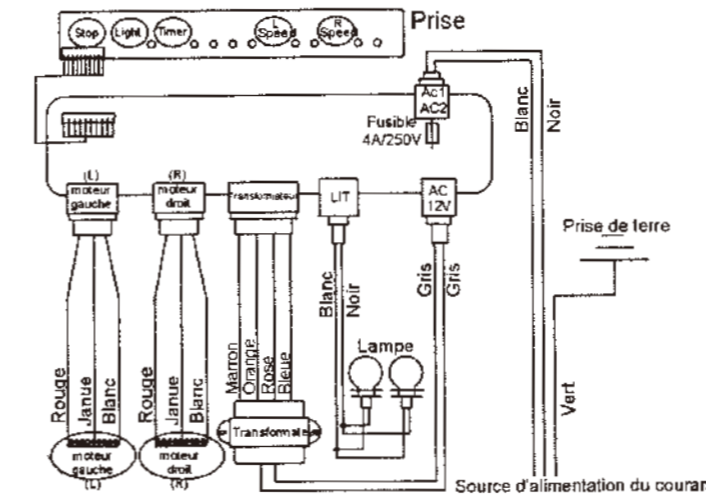 Prise
Stop Light Timer L Speed R Speed
Ac1
AC2
Fusible
4A/250V
Blanc
Noir
(L)
moteur
gauche
(R)
moteur
droit
Transformateur
LIT
AC
12V
Prise de terre
Blanc
Noir
Gris
Gris
Lampe
Rouge
Janue
Blanc
Rouge
Janue
Blanc
Marron
Orange
Rose
Bleue
Vert
moteur
gauche
(L)
moteur
droit
(R)
Transformate
Source d'alimentation du couran